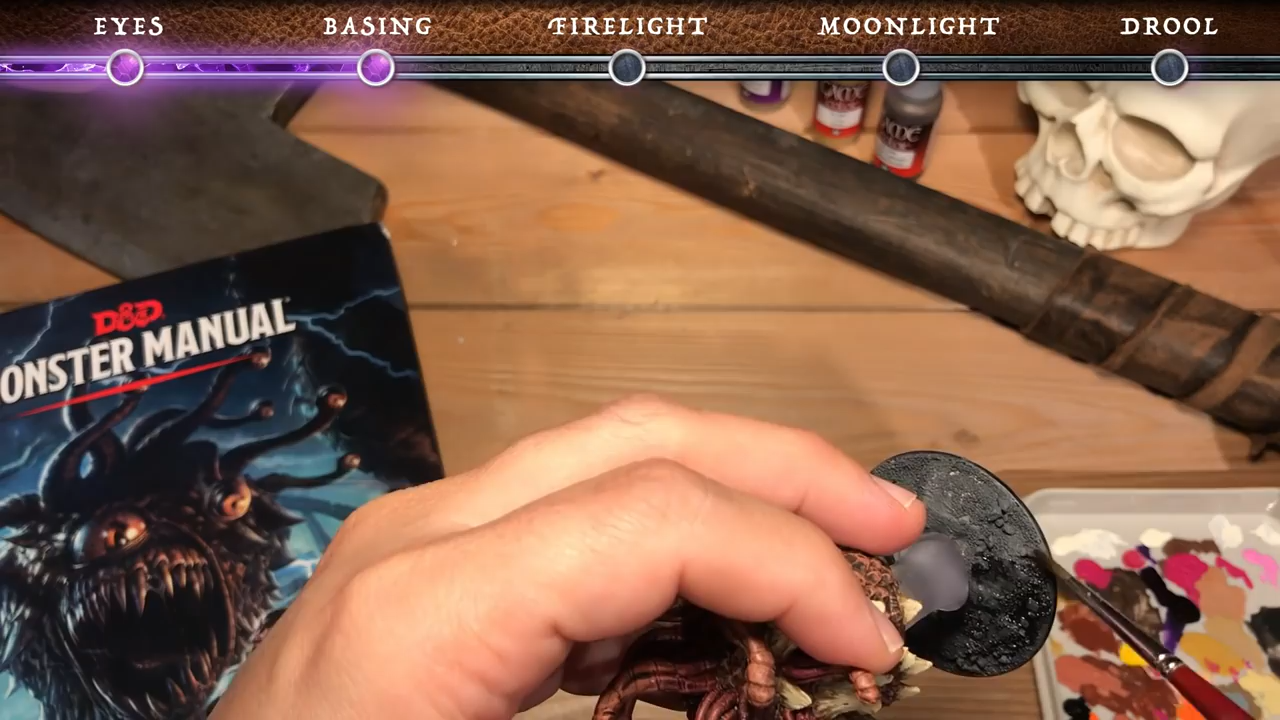 EYES
BASING
FIRELIGHT
MOONLIGHT
DROOL
D&D
ONSTER MANUAL